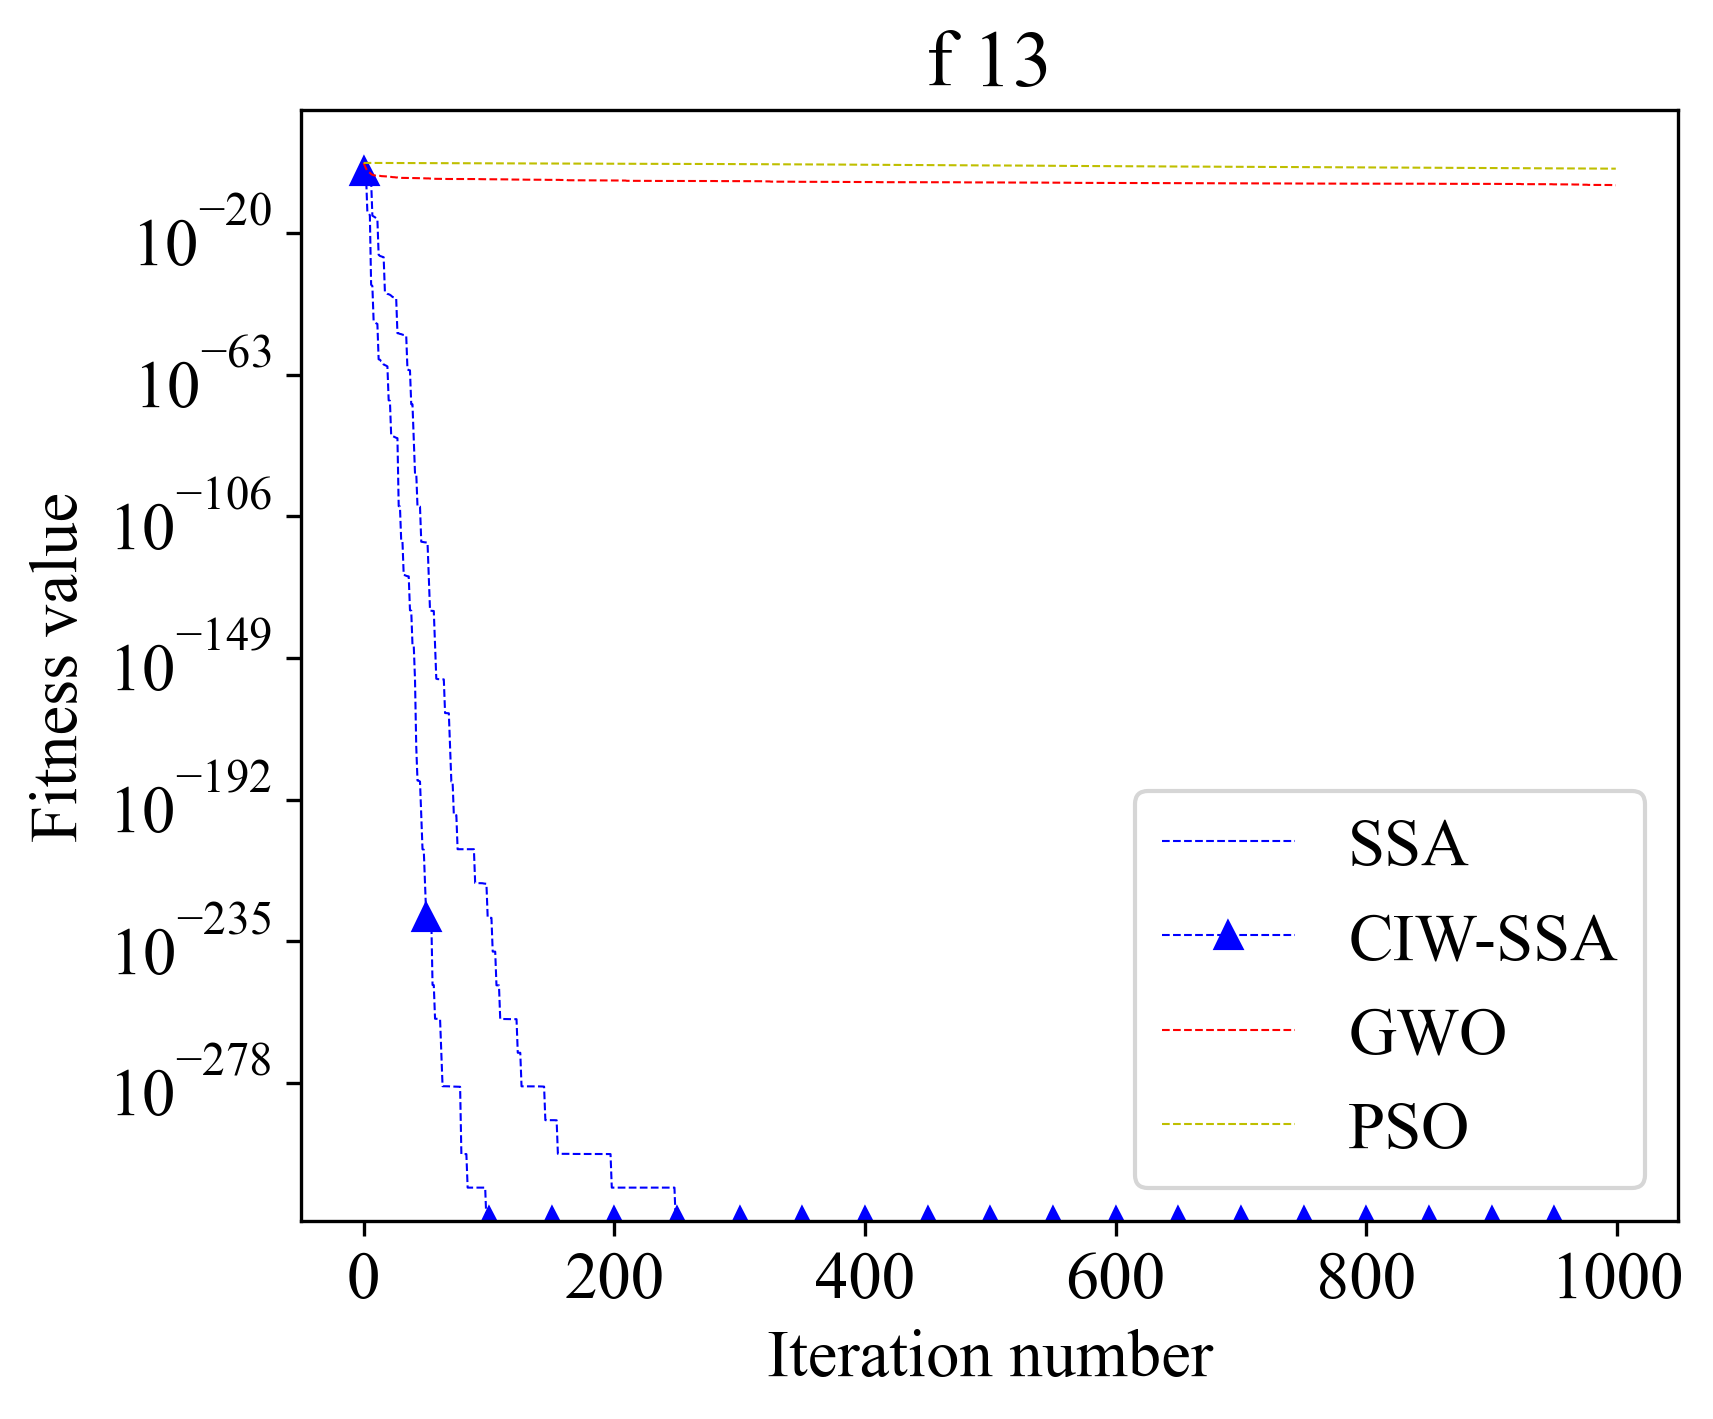 f 13
Fitness value
10^−20
10^−63
10^−106
10^−149
10^−192
10^−235
10^−278
SSA
CIW-SSA
GWO
PSO
0 200 400 600 800 1000
Iteration number